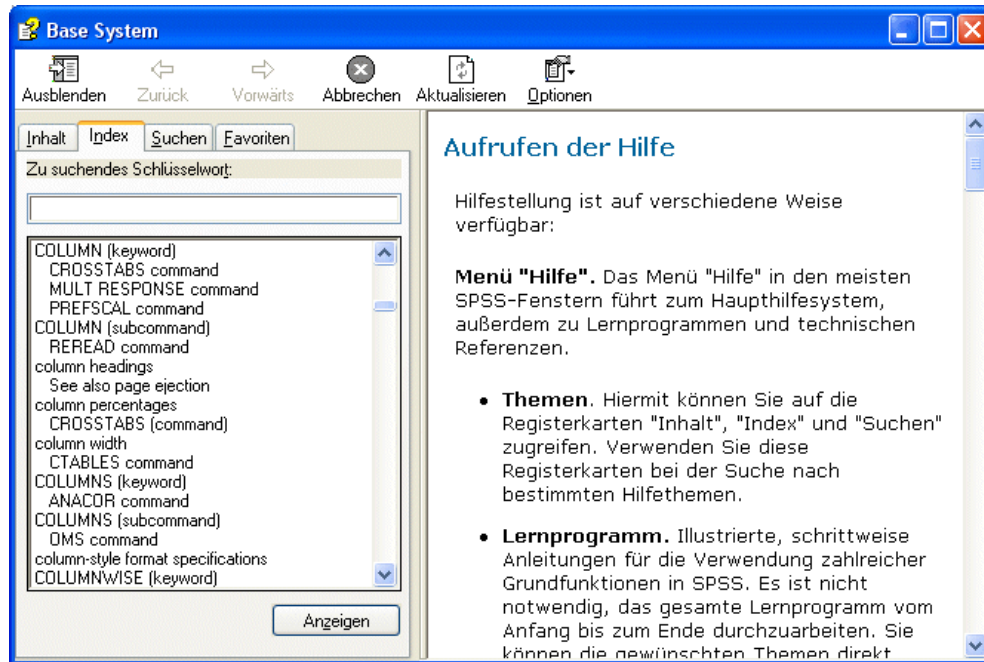 Base System
Ausblenden Zurück Vorwärts Abbrechen Aktualisieren Optionen
Inhalt Index Suchen Favoriten
Zu suchendes Schlüsselwort:
COLUMN (keyword)
CROSSTABS command
MULT RESPONSE command
PREFSCAL command
COLUMN (subcommand)
REREAD command
column headings
See also page ejection
column percentages
CROSSTABS (command)
column width
CTABLES command
COLUMNS (keyword)
ANACOR command
COLUMNS (subcommand)
OMS command
column-style format specifications
COLUMNWISE (keyword)
Anzeigen
Aufrufen der Hilfe
Hilfestellung ist auf verschiedene Weise
verfügbar:
Menü "Hilfe". Das Menü "Hilfe" in den meisten
SPSS-Fenstern führt zum Haupthilfesystem,
außerdem zu Lernprogrammen und technischen
Referenzen.
• Themen. Hiermit können Sie auf die
Registerkarten "Inhalt", "Index" und "Suchen"
zugreifen. Verwenden Sie diese
Registerkarten bei der Suche nach
bestimmten Hilfethemen.
• Lernprogramm. Illustrierte, schrittweise
Anleitungen für die Verwendung zahlreicher
Grundfunktionen in SPSS. Es ist nicht
notwendig, das gesamte Lernprogramm vom
Anfang bis zum Ende durchzuarbeiten. Sie
können die gewünschten Themen direkt